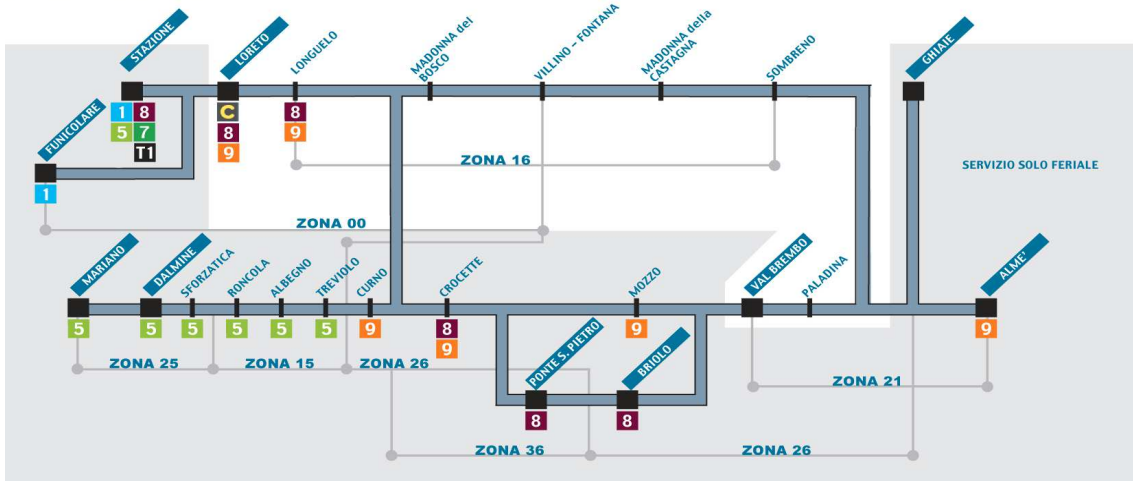 STAZIONE
LORETO
LONGUELO
MADONNA del
BOSCO
VILLINO – FONTANA
MADONNA della
CASTAGNA
SOMBRENO
GHIAIE
FUNICOLARE
1 8
5 7
T1
C
8
9
8
9
ZONA 16
SERVIZIO SOLO FERIALE
1
ZONA 00
MARIANO
DALMINE
SFORZATICA
RONCOLA
ALBEGNO
TREVIOLO
CURNO
CROCETTE
MOZZO
VAL BREMBO
PALADINA
ALME'
5
5
5
5
5
5
9
8
9
9
9
ZONA 25
ZONA 15
ZONA 26
PONTE S. PIETRO
BRIOLO
ZONA 21
8
8
ZONA 36
ZONA 26